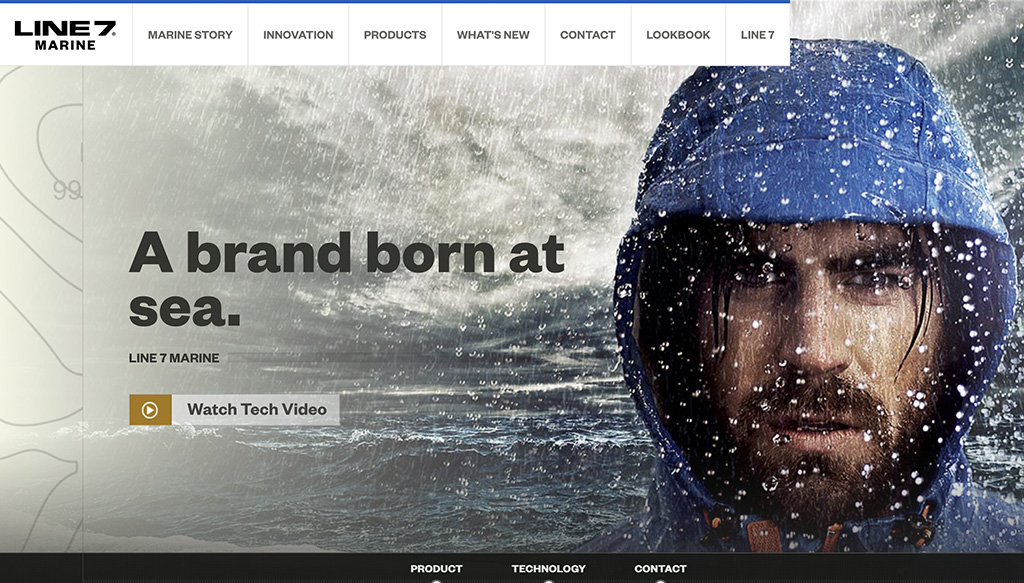 LINE 7®
MARINE
MARINE STORY
INNOVATION
PRODUCTS
WHAT'S NEW
CONTACT
LOOKBOOK
LINE 7
99
A brand born at
sea.
LINE 7 MARINE
Watch Tech Video
PRODUCT
TECHNOLOGY
CONTACT